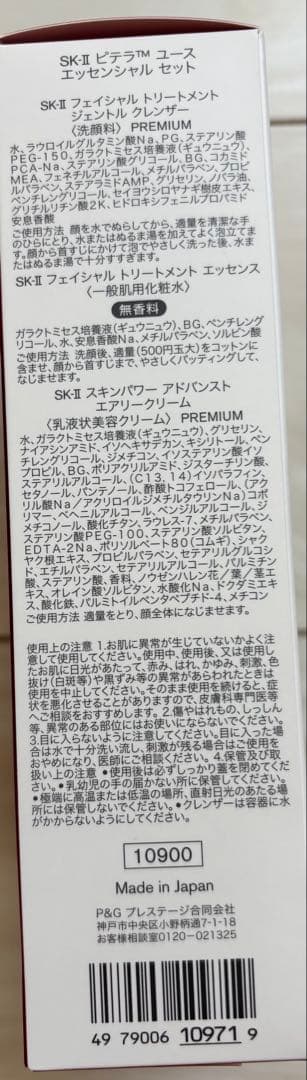 SK-II ピテラ™ ユース
エッセンシャル セット
SK-II フェイシャル トリートメント
ジェントル クレンザー
〈洗顔料〉 PREMIUM
水、ラウロイルグルタミン酸Na、PG、ステアリン酸
PEG-150、ガラクトミセス培養液(ギュウニュウ)、
PCA-Na、ステアリン酸グリコール、BG、コカミド
MEA、フェネチルアルコール、メチルパラベン、プロピ
ルパラベン、ステアラミドAMP、グリセリン、ノバラ油、
ペンチレングリコール、セイヨウシロヤナギ樹皮エキス、
グリチルリチン酸2K、ヒドロキシフェニルプロパミド
安息香酸
ご使用方法 顔を水でぬらしてから、適量を清潔な手
のひらにとり、水またはぬるま湯を加えてよく泡立てま
す。顔から首すじにかけて泡でやさしく洗った後、水ま
たはぬるま湯で十分すすぎます。
SK-II フェイシャル トリートメント エッセンス
〈一般肌用化粧水〉
無香料
ガラクトミセス培養液(ギュウニュウ)、BG、ペンチレング
リコール、水、安息香酸Na、メチルパラベン、ソルビン酸
ご使用方法 洗顔後、適量(500円玉大)をコットンに
含ませ、顔から首すじまで、やさしくパッティングして、
なじませます。
SK-II スキンパワー アドバンスト
エアリークリーム
〈乳液状美容クリーム〉 PREMIUM
水、ガラクトミセス培養液(ギュウニュウ)、グリセリン、
ナイアシンアミド、イソヘキサデカン、キシリトール、ペン
チレングリコール、ジメチコン、イソステアリン酸イソ
プロピル、BG、ポリアクリルアミド、ジスターチリン酸、
ステアリルアルコール、(C13,14)イソパラフィン、
セタノール、パンテノール、酢酸トコフェロール、(アク
リル酸Na/アクリロイルジメチルタウリンNa)コポ
リマー、ベヘニルアルコール、ベンジルアルコール、ジ
メチコノール、酸化チタン、ラウレス-7、メチルパラベン、
ステアリン酸PEG-100、ステアリン酸ソルビタン、
EDTA-2Na、ポリソルベート80(コムギ)、シャク
ヤク根エキス、プロピルパラベン、セテアリルグルコシ
ド、エチルパラベン、セテアリルアルコール、パルミチン
酸、ステアリン酸、香料、ノウゼンハレン花/葉/茎エ
キス、オレイン酸ソルビタン、水酸化Na、ネクダミエキ
ス、酸化鉄、パルミトイルペンタペプチド-4、メチコン
ご使用方法 適量をとり、顔全体になじませます。
使用上の注意 1.お肌に異常が生じていないかよく注
意して使用してください。使用中、使用後、又は使用し
たお肌に日光があたって、赤み、はれ、かゆみ、刺激、色
抜け(白斑等)や黒ずみ等の異常があらわれたときは
使用を中止してください。そのまま使用を続けると、症
状を悪化させることがありますので、皮膚科専門医等
へご相談をおすすめします。2.傷やはれもの、しっしん
等、異常のある部位にはお使いにならないでください。
3.目に入らないように注意してください。目に入った場
合は水で十分洗い流し、刺激が残る場合はご使用を
おやめになり、医師にご相談ください。4.保管及び取
扱い上の注意 ●使用後は必ずしっかり蓋を閉めてくだ
さい。●乳幼児の手の届かない所に保管してください。
●極端に高温または低温の場所、直射日光のあたる場
所には保管しないでください。●クレンザーは容器に水
がかからないようにしてください。
10900
Made in Japan
P&G プレステージ合同会社
神戸市中央区小野柄通7-1-18
お客様相談室0120-021325
49 79006 10971 9